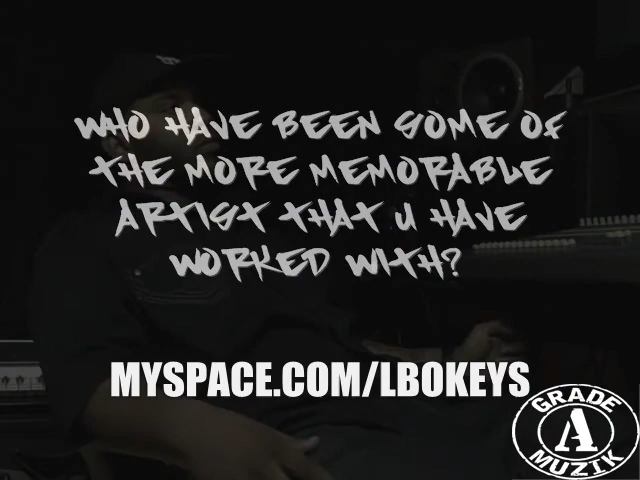 WHO HAVE BEEN SOME OF
THE MORE MEMORABLE
ARTIST THAT U HAVE
WORKED WITH?
MYSPACE.COM/LBOKEYS
GRADE
A
MUZIK